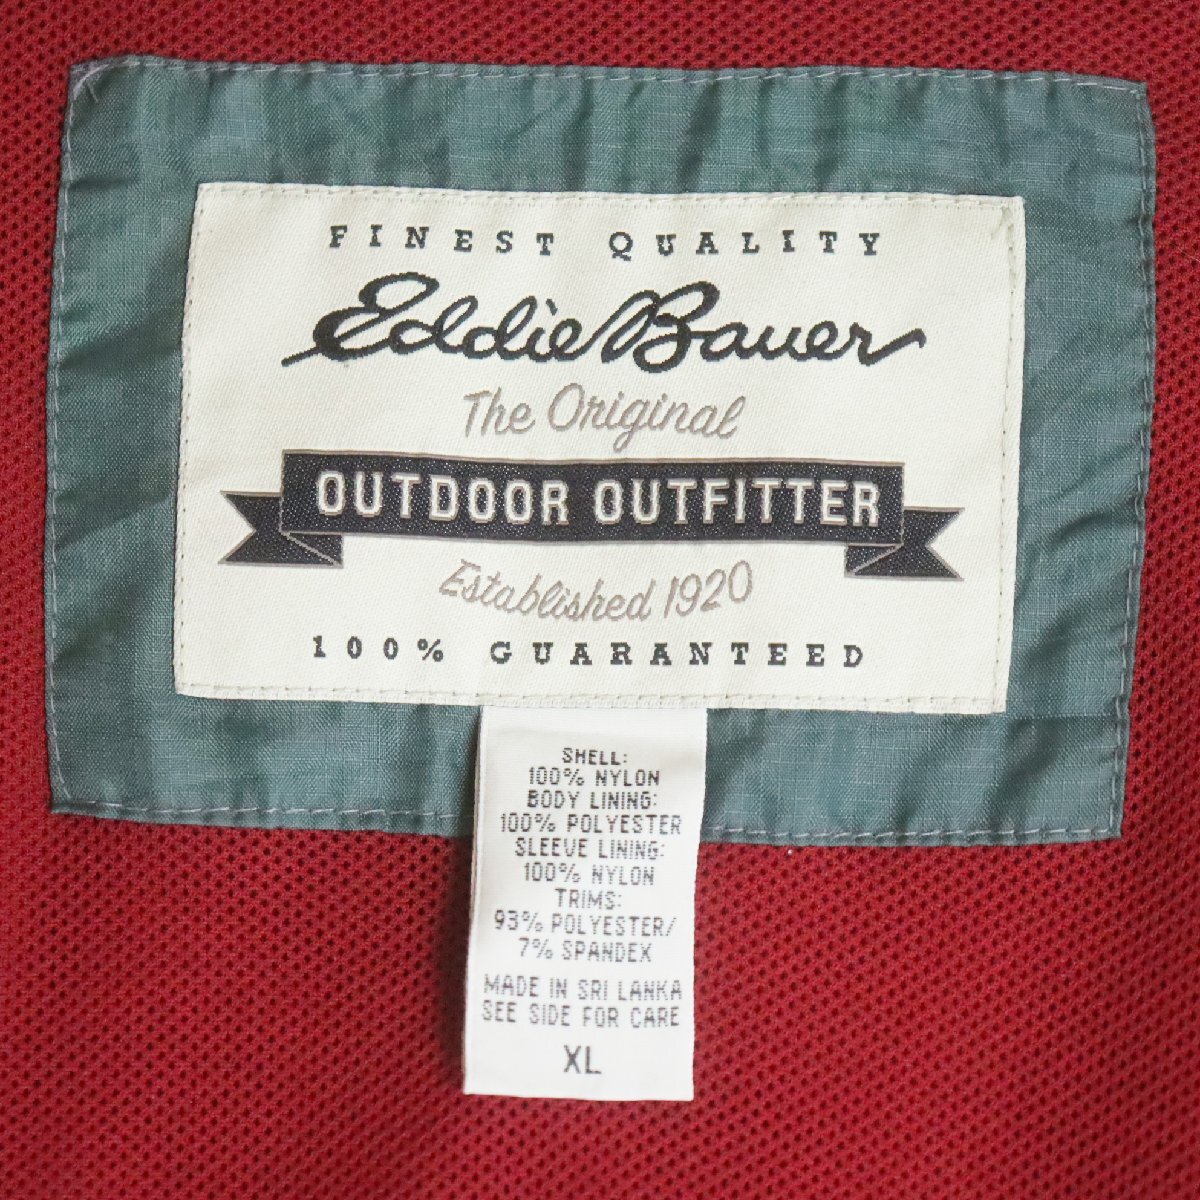 FINEST QUALITY
Eddie Bauer
The Original
OUTDOOR OUTFITTER
Established 1920
100% GUARANTEED
SHELL:
100% NYLON
BODY LINING:
100% POLYESTER
SLEEVE LINING:
100% NYLON
TRIMS:
93% POLYESTER/
7% SPANDEX
MADE IN SRI LANKA
SEE SIDE FOR CARE
XL